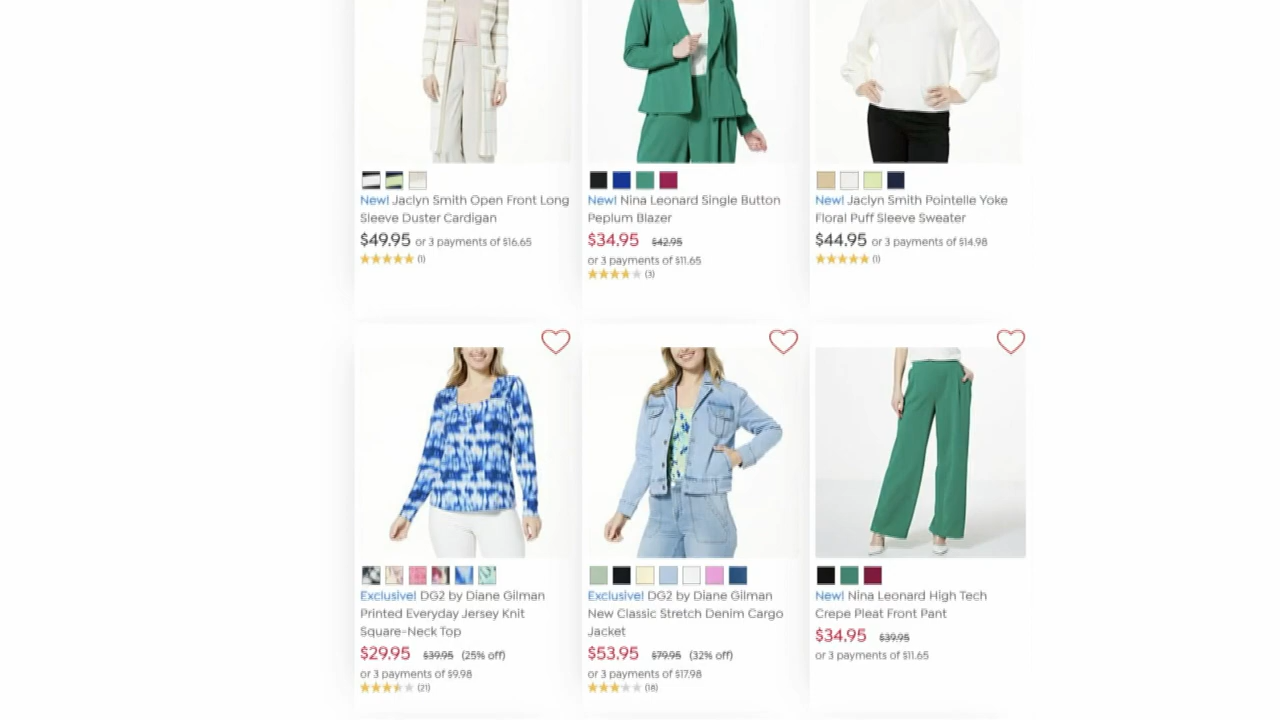 New! Jaclyn Smith Open Front Long
Sleeve Duster Cardigan
$49.95 or 3 payments of $16.65
(1)
New! Nina Leonard Single Button
Peplum Blazer
$34.95 $42.95
or 3 payments of $11.65
(3)
New! Jaclyn Smith Pointelle Yoke
Floral Puff Sleeve Sweater
$44.95 or 3 payments of $14.98
(1)
Exclusive! DG2 by Diane Gilman
Printed Everyday Jersey Knit
Square-Neck Top
$29.95 $39.95 (25% off)
or 3 payments of $9.98
(21)
Exclusive! DG2 by Diane Gilman
New Classic Stretch Denim Cargo
Jacket
$53.95 $79.95 (32% off)
or 3 payments of $17.98
(18)
New! Nina Leonard High Tech
Crepe Pleat Front Pant
$34.95 $39.95
or 3 payments of $11.65